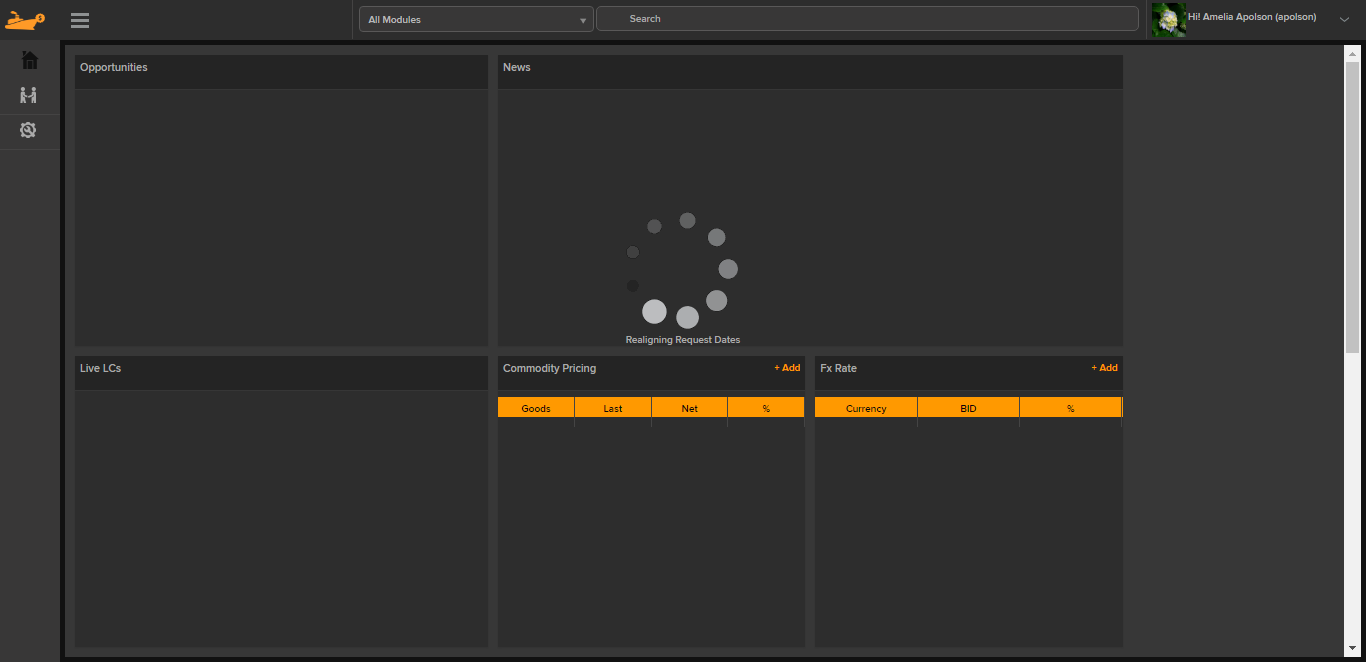 All Modules
Search
Hi! Amelia Apolson (apolson)
Opportunities
News
Realigning Request Dates
Live LCs
Commodity Pricing
+ Add
Fx Rate
+ Add
Goods Last Net %
Currency BID %